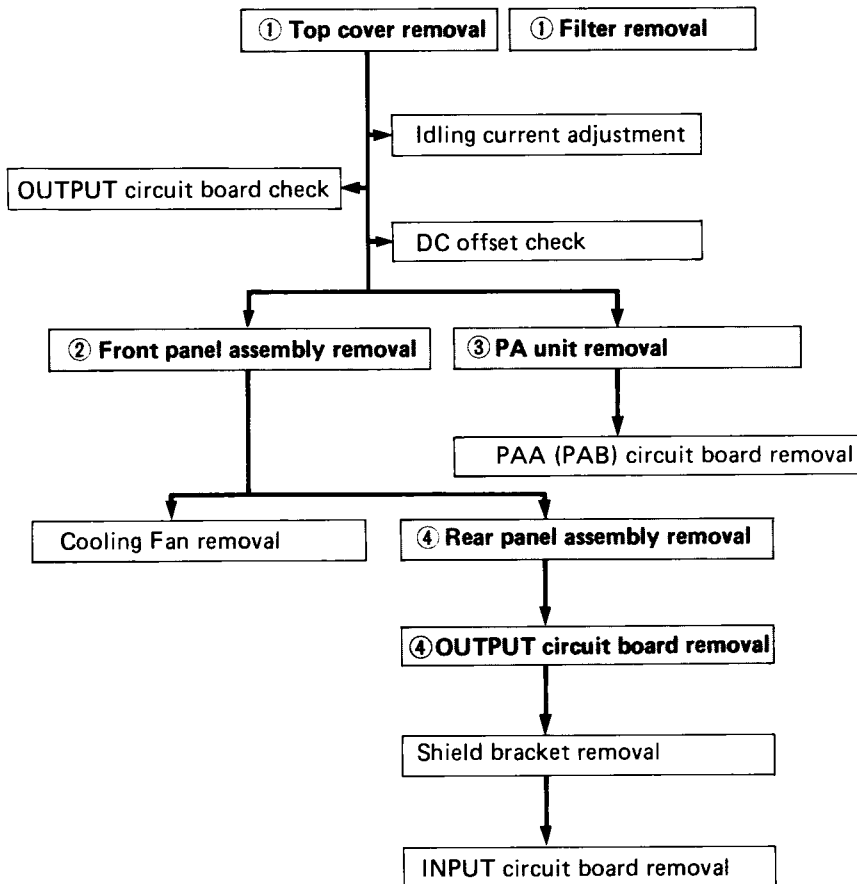 ① Top cover removal
① Filter removal
Idling current adjustment
OUTPUT circuit board check
DC offset check
② Front panel assembly removal
③ PA unit removal
PAA (PAB) circuit board removal
Cooling Fan removal
④ Rear panel assembly removal
④ OUTPUT circuit board removal
Shield bracket removal
INPUT circuit board removal